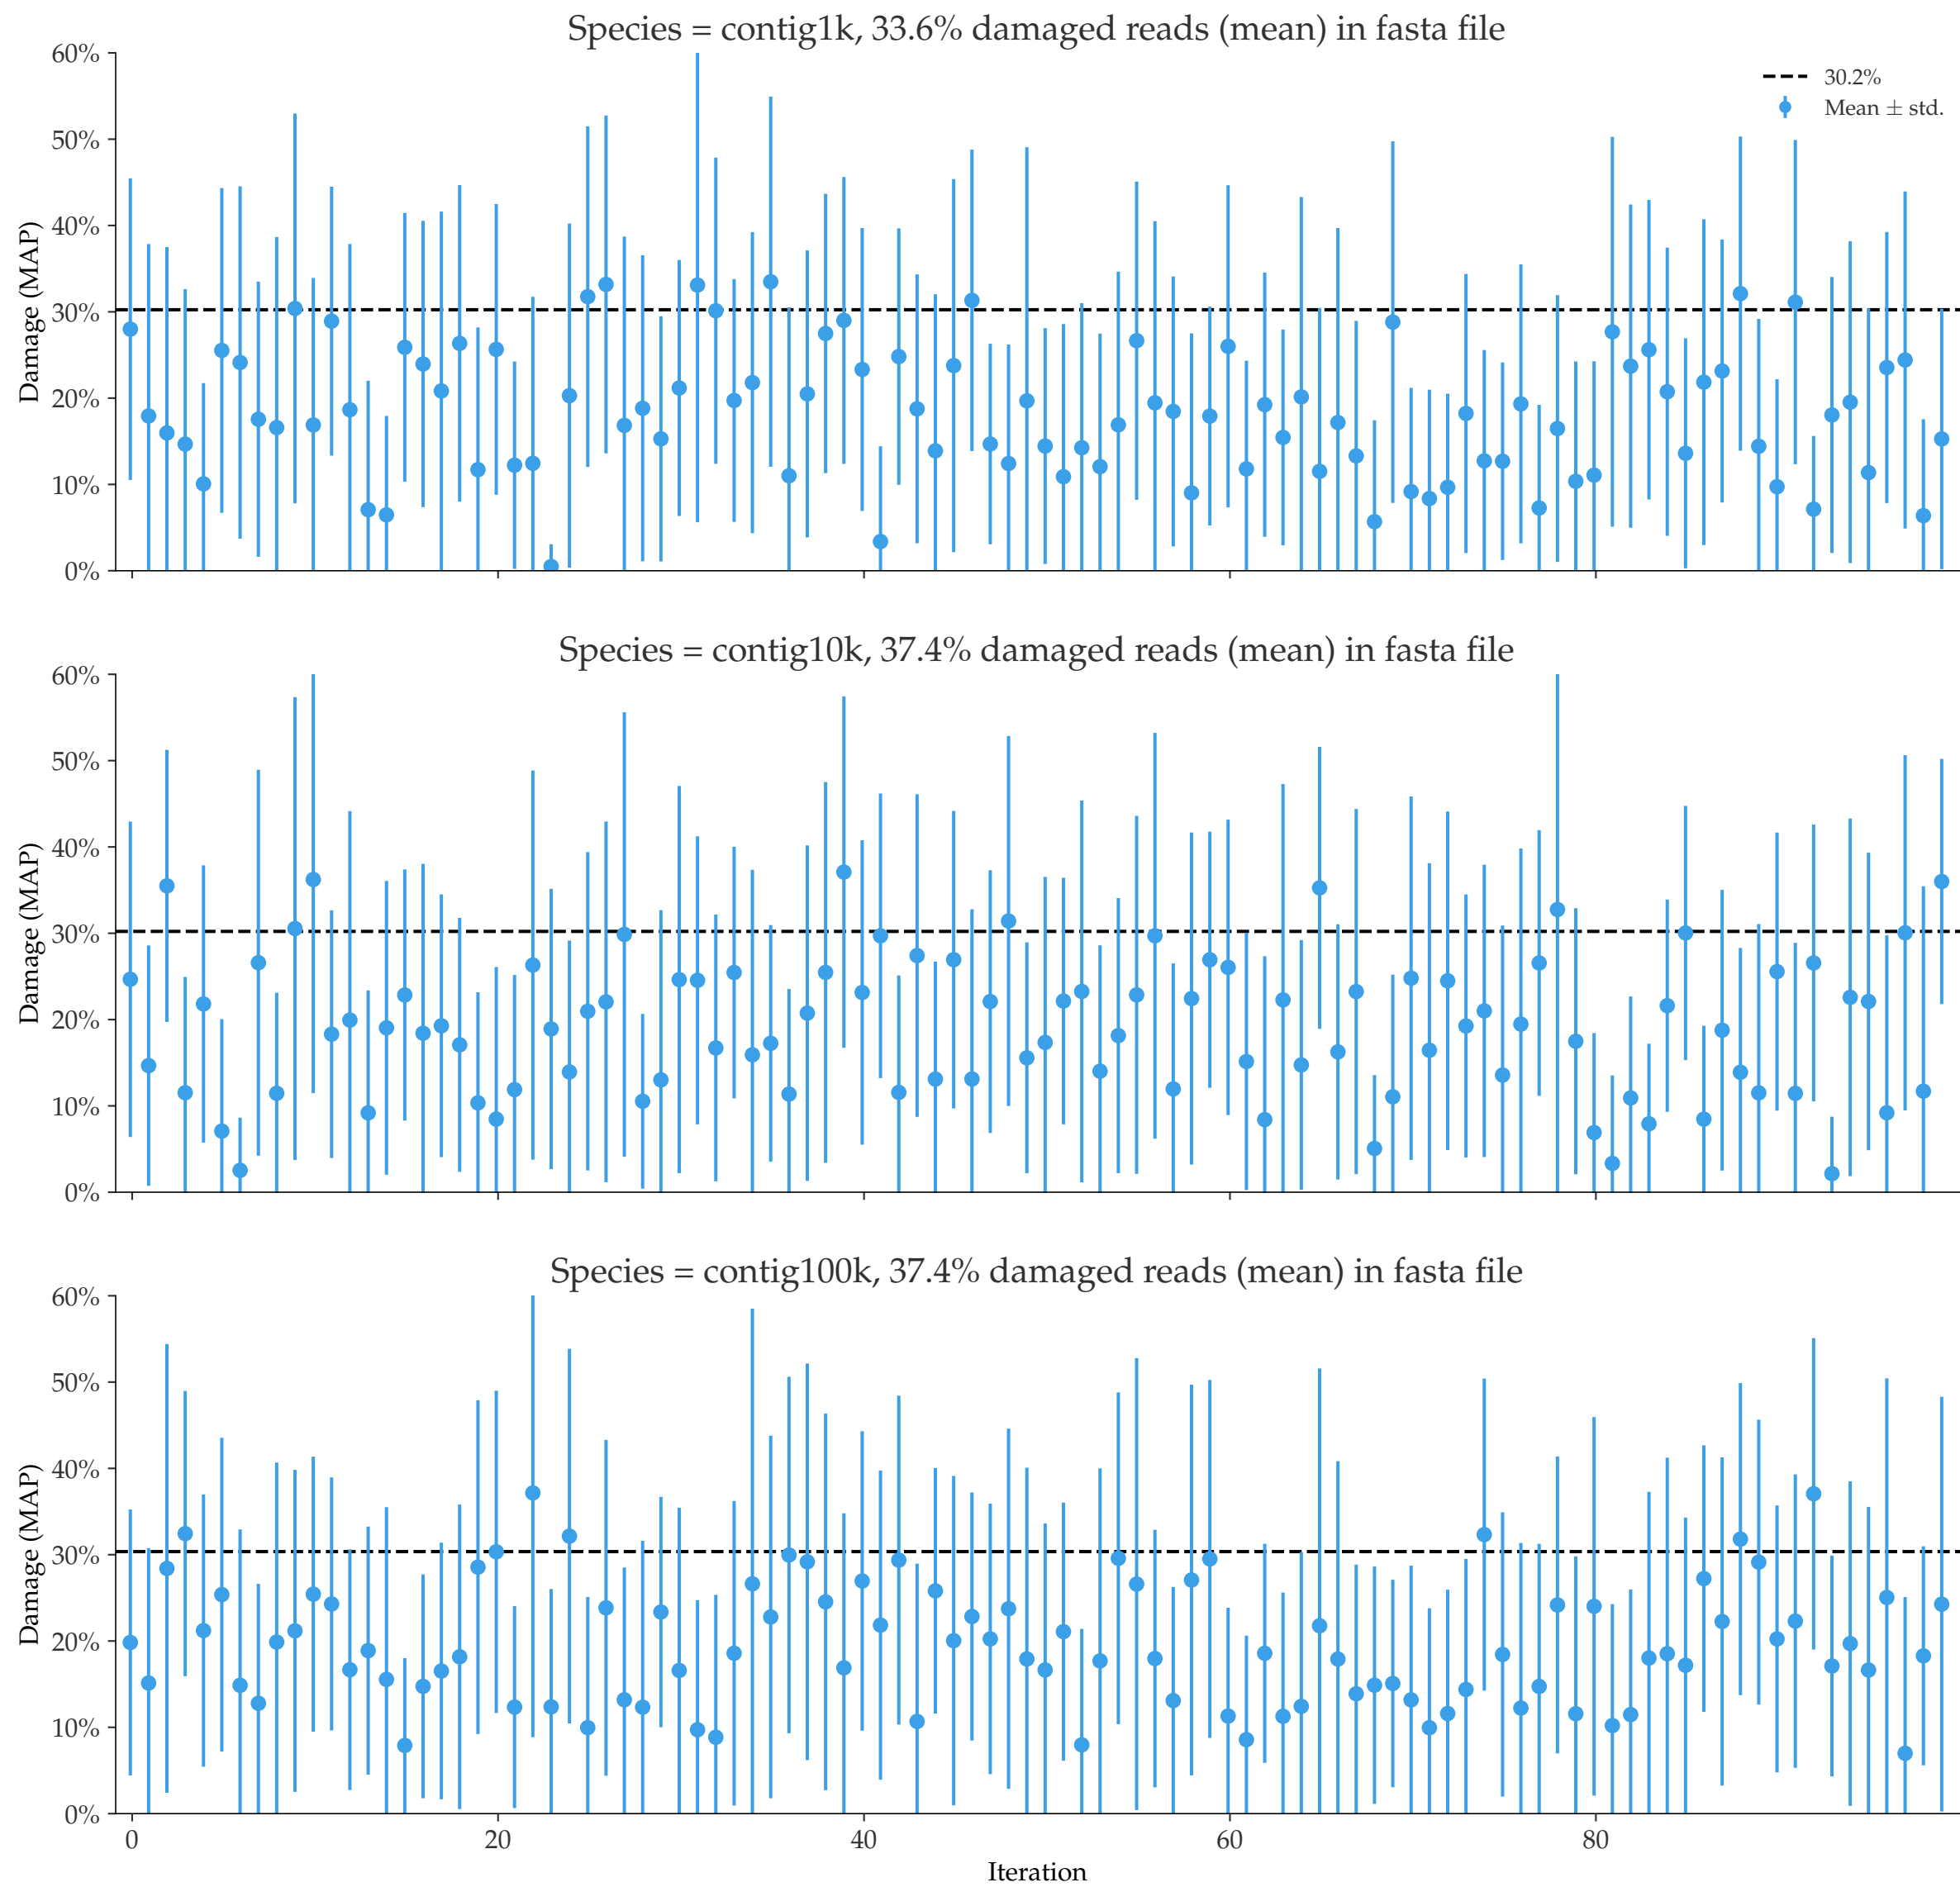 Species = contig1k, 33.6% damaged reads (mean) in fasta file
60%
50%
40%
30%
20%
10%
0%
Damage (MAP)
30.2%
Mean ± std.
Species = contig10k, 37.4% damaged reads (mean) in fasta file
60%
50%
40%
30%
20%
10%
0%
Damage (MAP)
Species = contig100k, 37.4% damaged reads (mean) in fasta file
60%
50%
40%
30%
20%
10%
0%
Damage (MAP)
0 20 40 60 80
Iteration